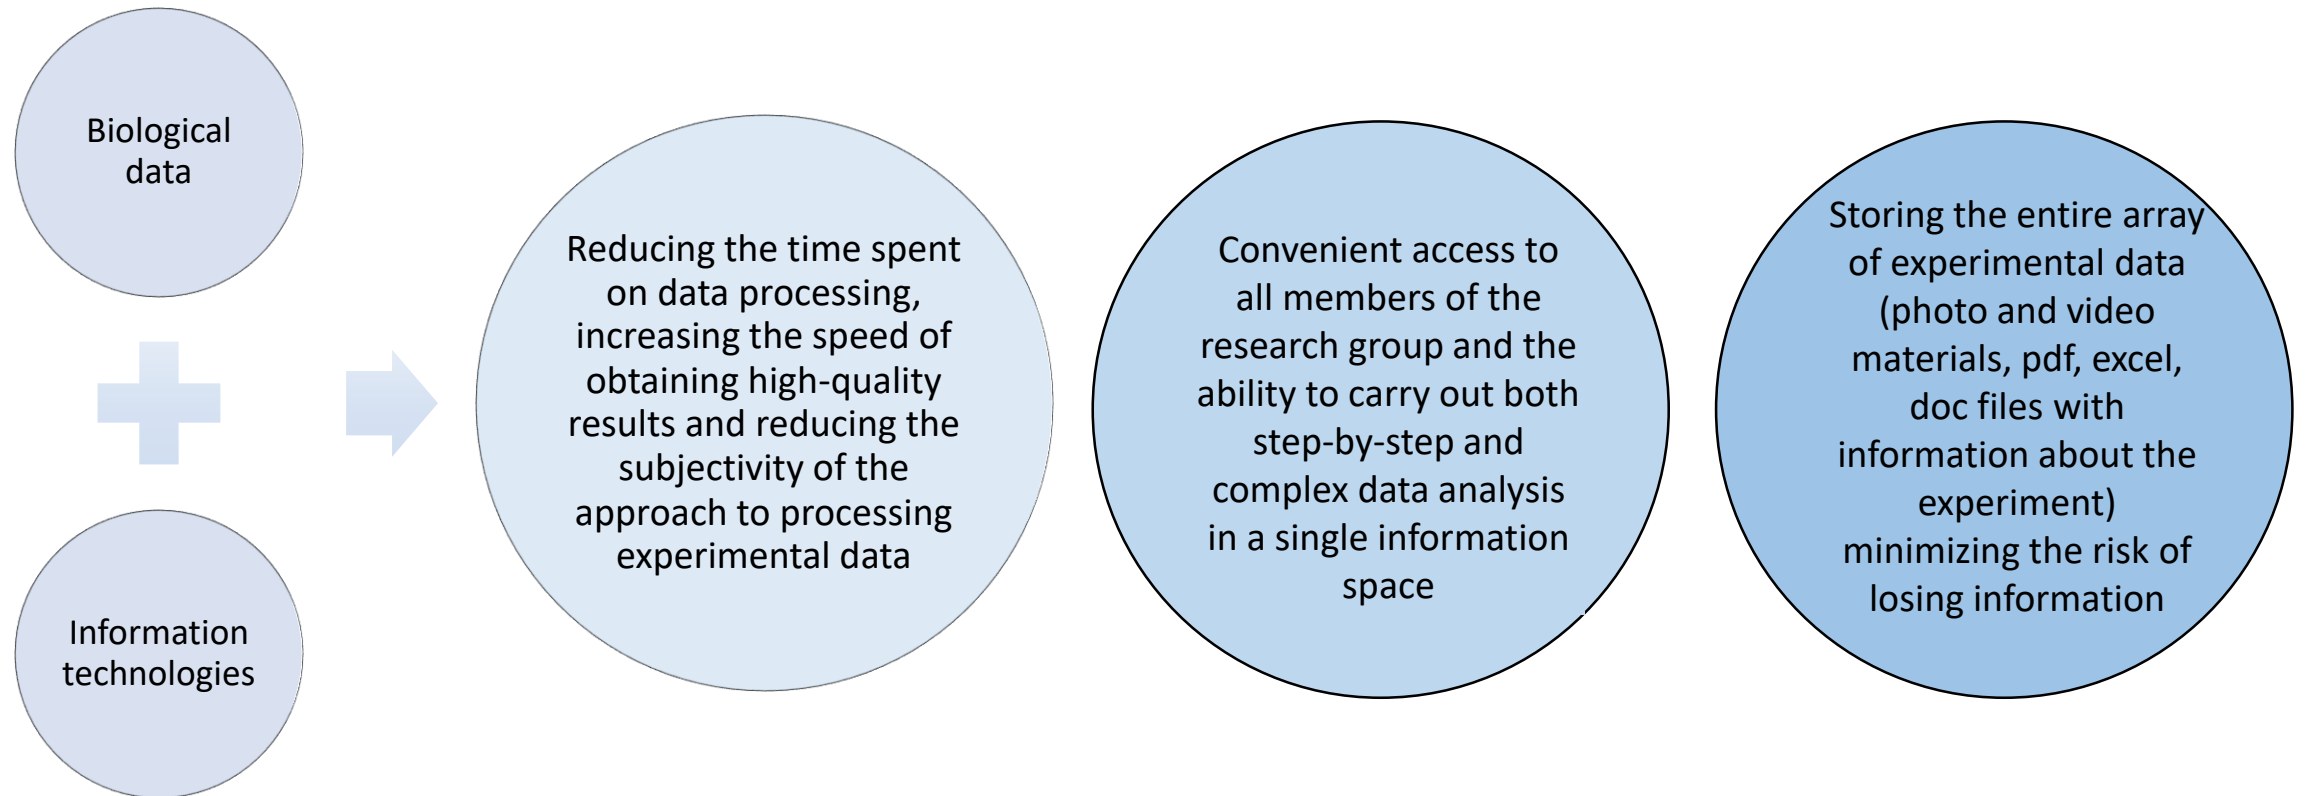 Biological
data
Information
technologies
Reducing the time spent
on data processing,
increasing the speed of
obtaining high-quality
results and reducing the
subjectivity of the
approach to processing
experimental data
Convenient access to
all members of the
research group and the
ability to carry out both
step-by-step and
complex data analysis
in a single information
space
Storing the entire array
of experimental data
(photo and video
materials, pdf, excel,
doc files with
information about the
experiment)
minimizing the risk of
losing information